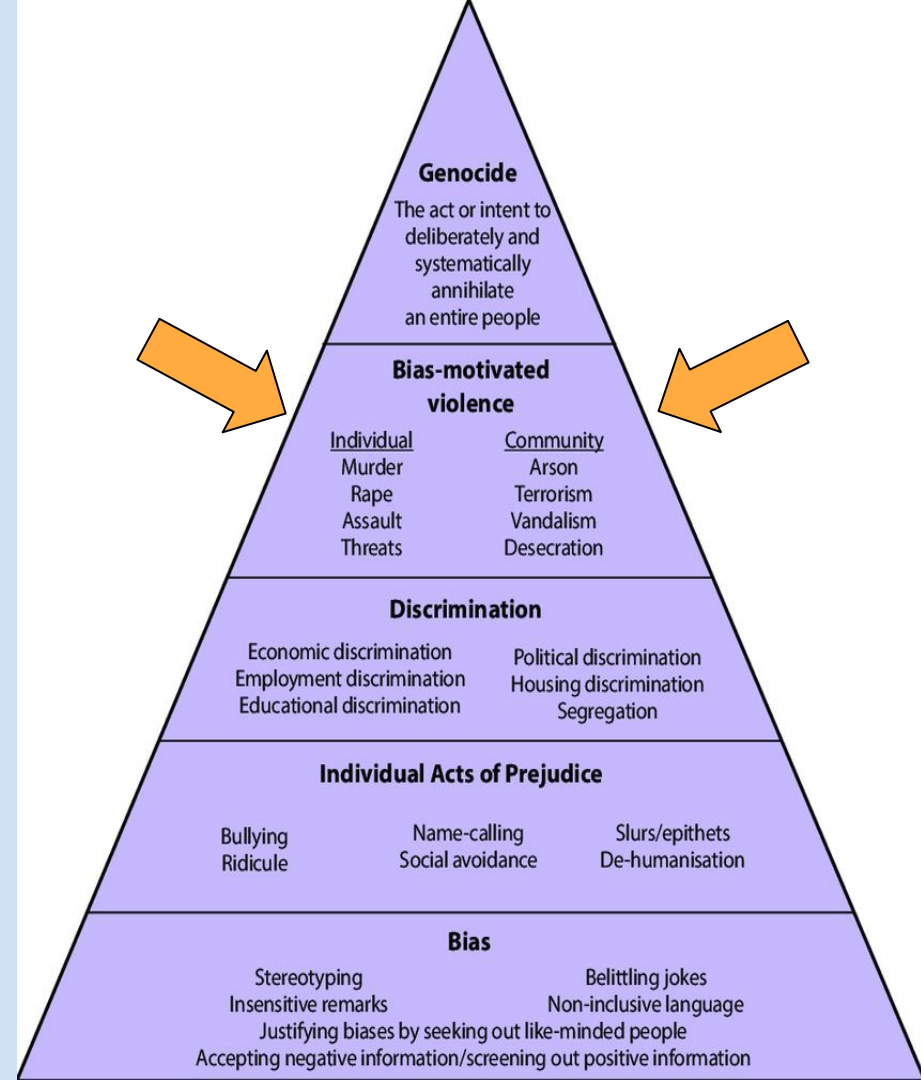 Genocide
The act or intent to
deliberately and
systematically
annihilate
an entire people
Bias-motivated
violence
Individual
Murder
Rape
Assault
Threats
Community
Arson
Terrorism
Vandalism
Desecration
Discrimination
Economic discrimination
Employment discrimination
Educational discrimination
Political discrimination
Housing discrimination
Segregation
Individual Acts of Prejudice
Bullying
Ridicule
Name-calling
Social avoidance
Slurs/epithets
De-humanisation
Bias
Stereotyping
Insensitive remarks
Belittling jokes
Non-inclusive language
Justifying biases by seeking out like-minded people
Accepting negative information/screening out positive information